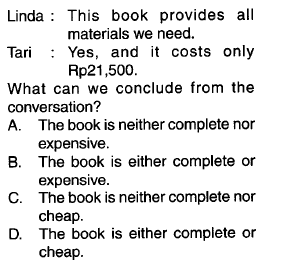 Linda : This book provides all
materials we need.
Tari : Yes, and it costs only
Rp21,500.
What can we conclude from the
conversation?
A. The book is neither complete nor
expensive.
B. The book is either complete or
expensive.
C. The book is neither complete nor
cheap.
D. The book is either complete or
cheap.